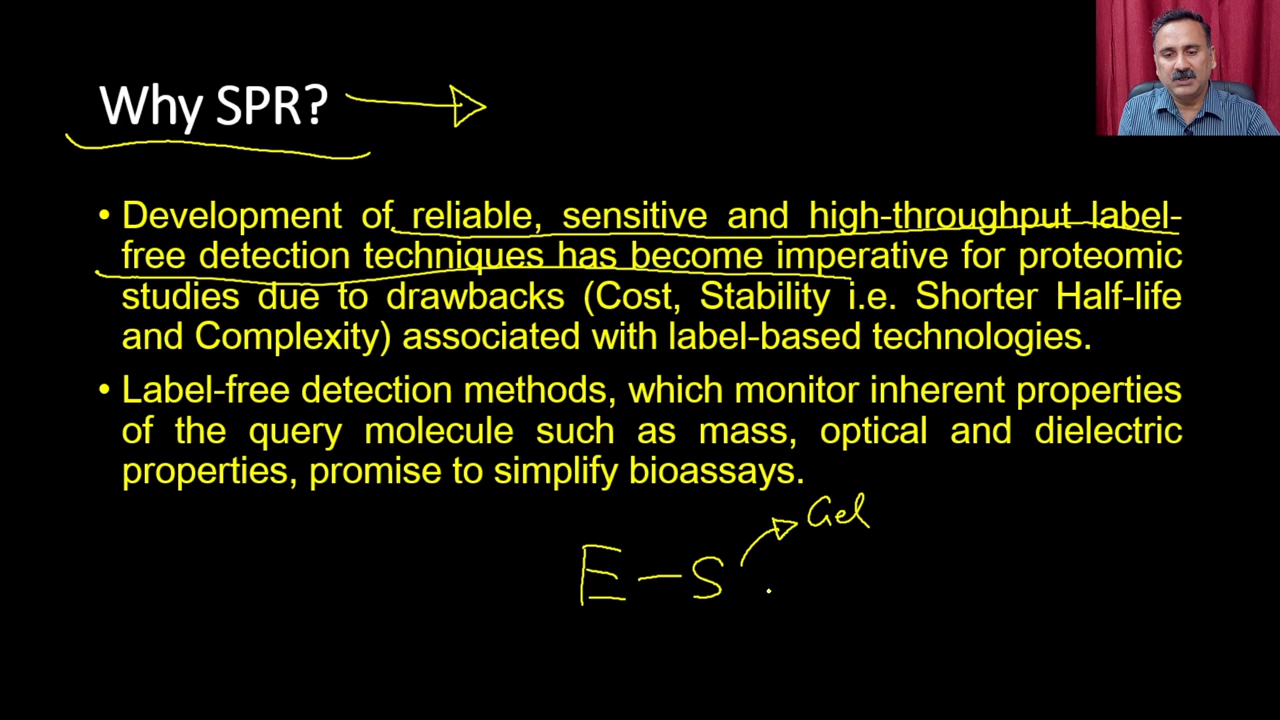 Why SPR?
• Development of reliable, sensitive and high-throughput label-
free detection techniques has become imperative for proteomic
studies due to drawbacks (Cost, Stability i.e. Shorter Half-life
and Complexity) associated with label-based technologies.
• Label-free detection methods, which monitor inherent properties
of the query molecule such as mass, optical and dielectric
properties, promise to simplify bioassays.
Gel
E-S